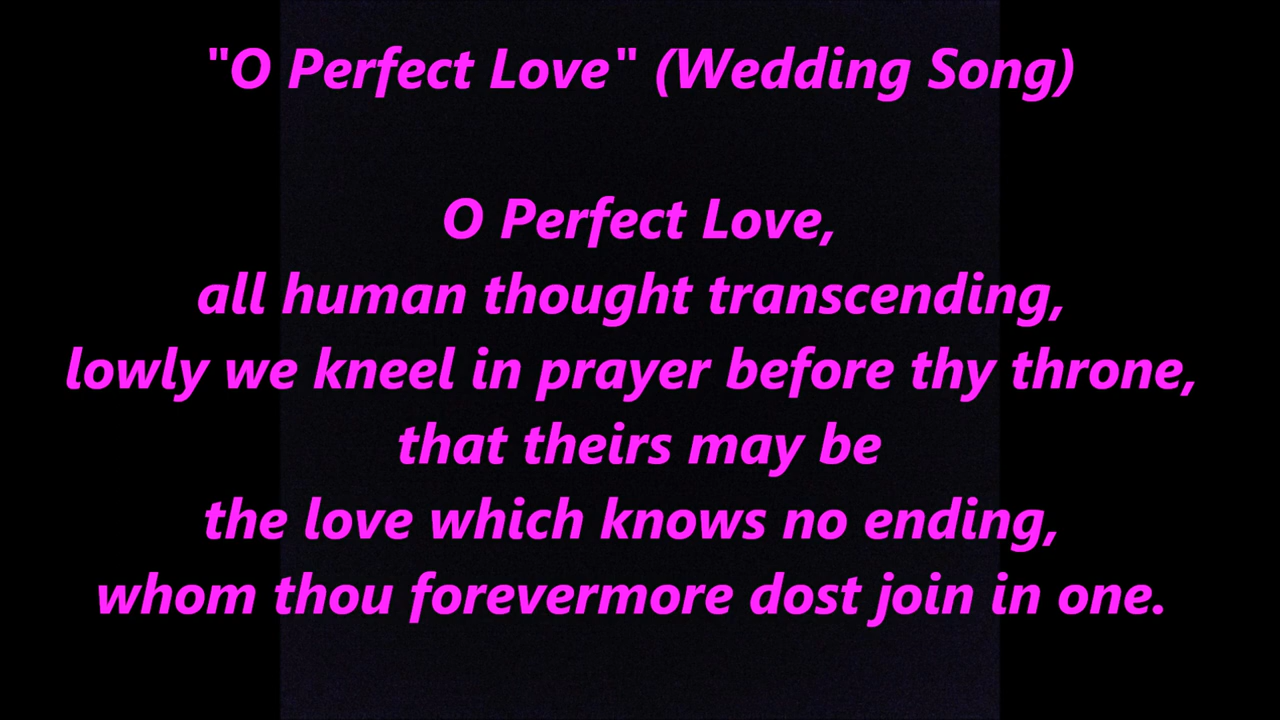 "O Perfect Love" (Wedding Song)
O Perfect Love,
all human thought transcending,
lowly we kneel in prayer before thy throne,
that theirs may be
the love which knows no ending,
whom thou forevermore dost join in one.